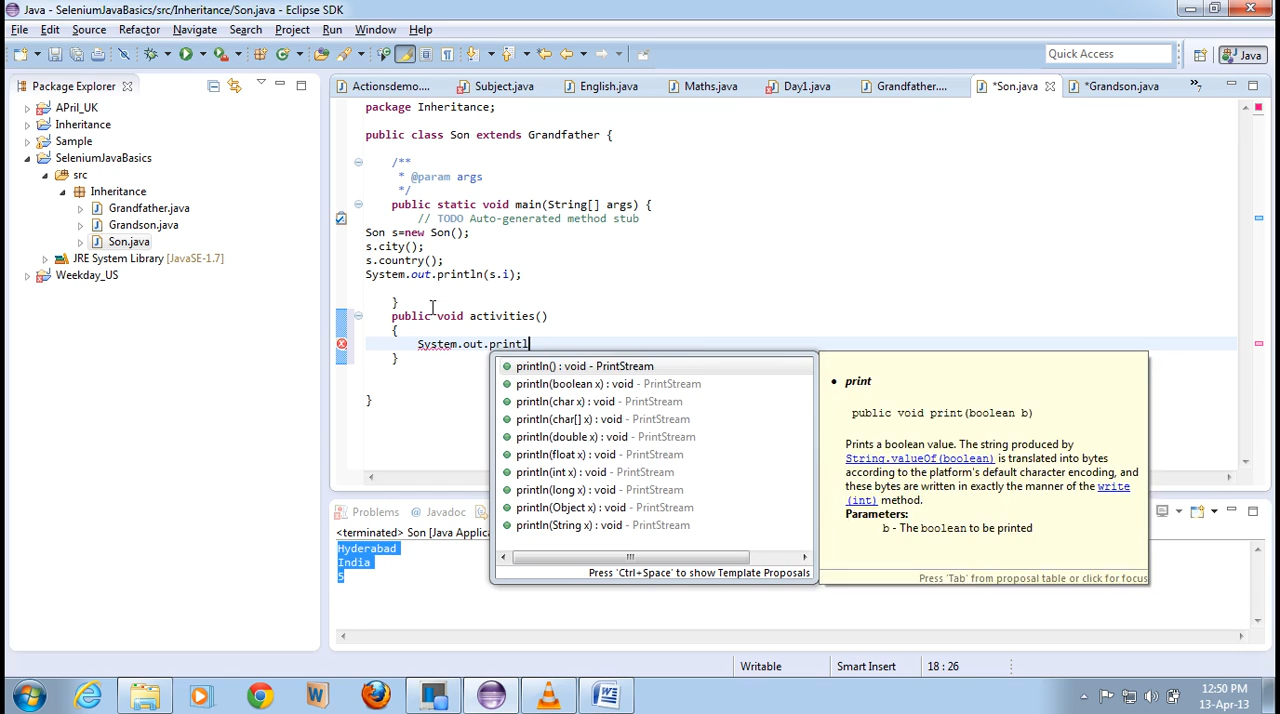 Java - SeleniumJavaBasics/src/Inheritance/Son.java - Eclipse SDK
File Edit Source Refactor Navigate Search Project Run Window Help
Quick Access
Java
Package Explorer
APril_UK
Inheritance
Sample
SeleniumJavaBasics
src
Inheritance
Grandfather.java
Grandson.java
Son.java
JRE System Library [JavaSE-1.7]
Weekday_US
Actionsdemo.... Subject.java English.java Maths.java Day1.java Grandfather.... *Son.java *Grandson.java
package Inheritance;
public class Son extends Grandfather {
/**
* @param args
*/
public static void main(String[] args) {
// TODO Auto-generated method stub
Son s=new Son();
s.city();
s.country();
System.out.println(s.i);
}
public void activities()
{
System.out.printl
}
}
println() : void - PrintStream
println(boolean x) : void - PrintStream
println(char x) : void - PrintStream
println(char[] x) : void - PrintStream
println(double x) : void - PrintStream
println(float x) : void - PrintStream
println(int x) : void - PrintStream
println(long x) : void - PrintStream
println(Object x) : void - PrintStream
println(String x) : void - PrintStream
Press 'Ctrl+Space' to show Template Proposals
print
public void print(boolean b)
Prints a boolean value. The string produced by
String.valueOf(boolean) is translated into bytes
according to the platform's default character encoding, and
these bytes are written in exactly the manner of the write
(int) method.
Parameters:
b - The boolean to be printed
Press 'Tab' from proposal table or click for focus
Problems @ Javadoc
<terminated> Son [Java Applic
Hyderabad
India
5
Writable Smart Insert 18 : 26
12:50 PM
13-Apr-13